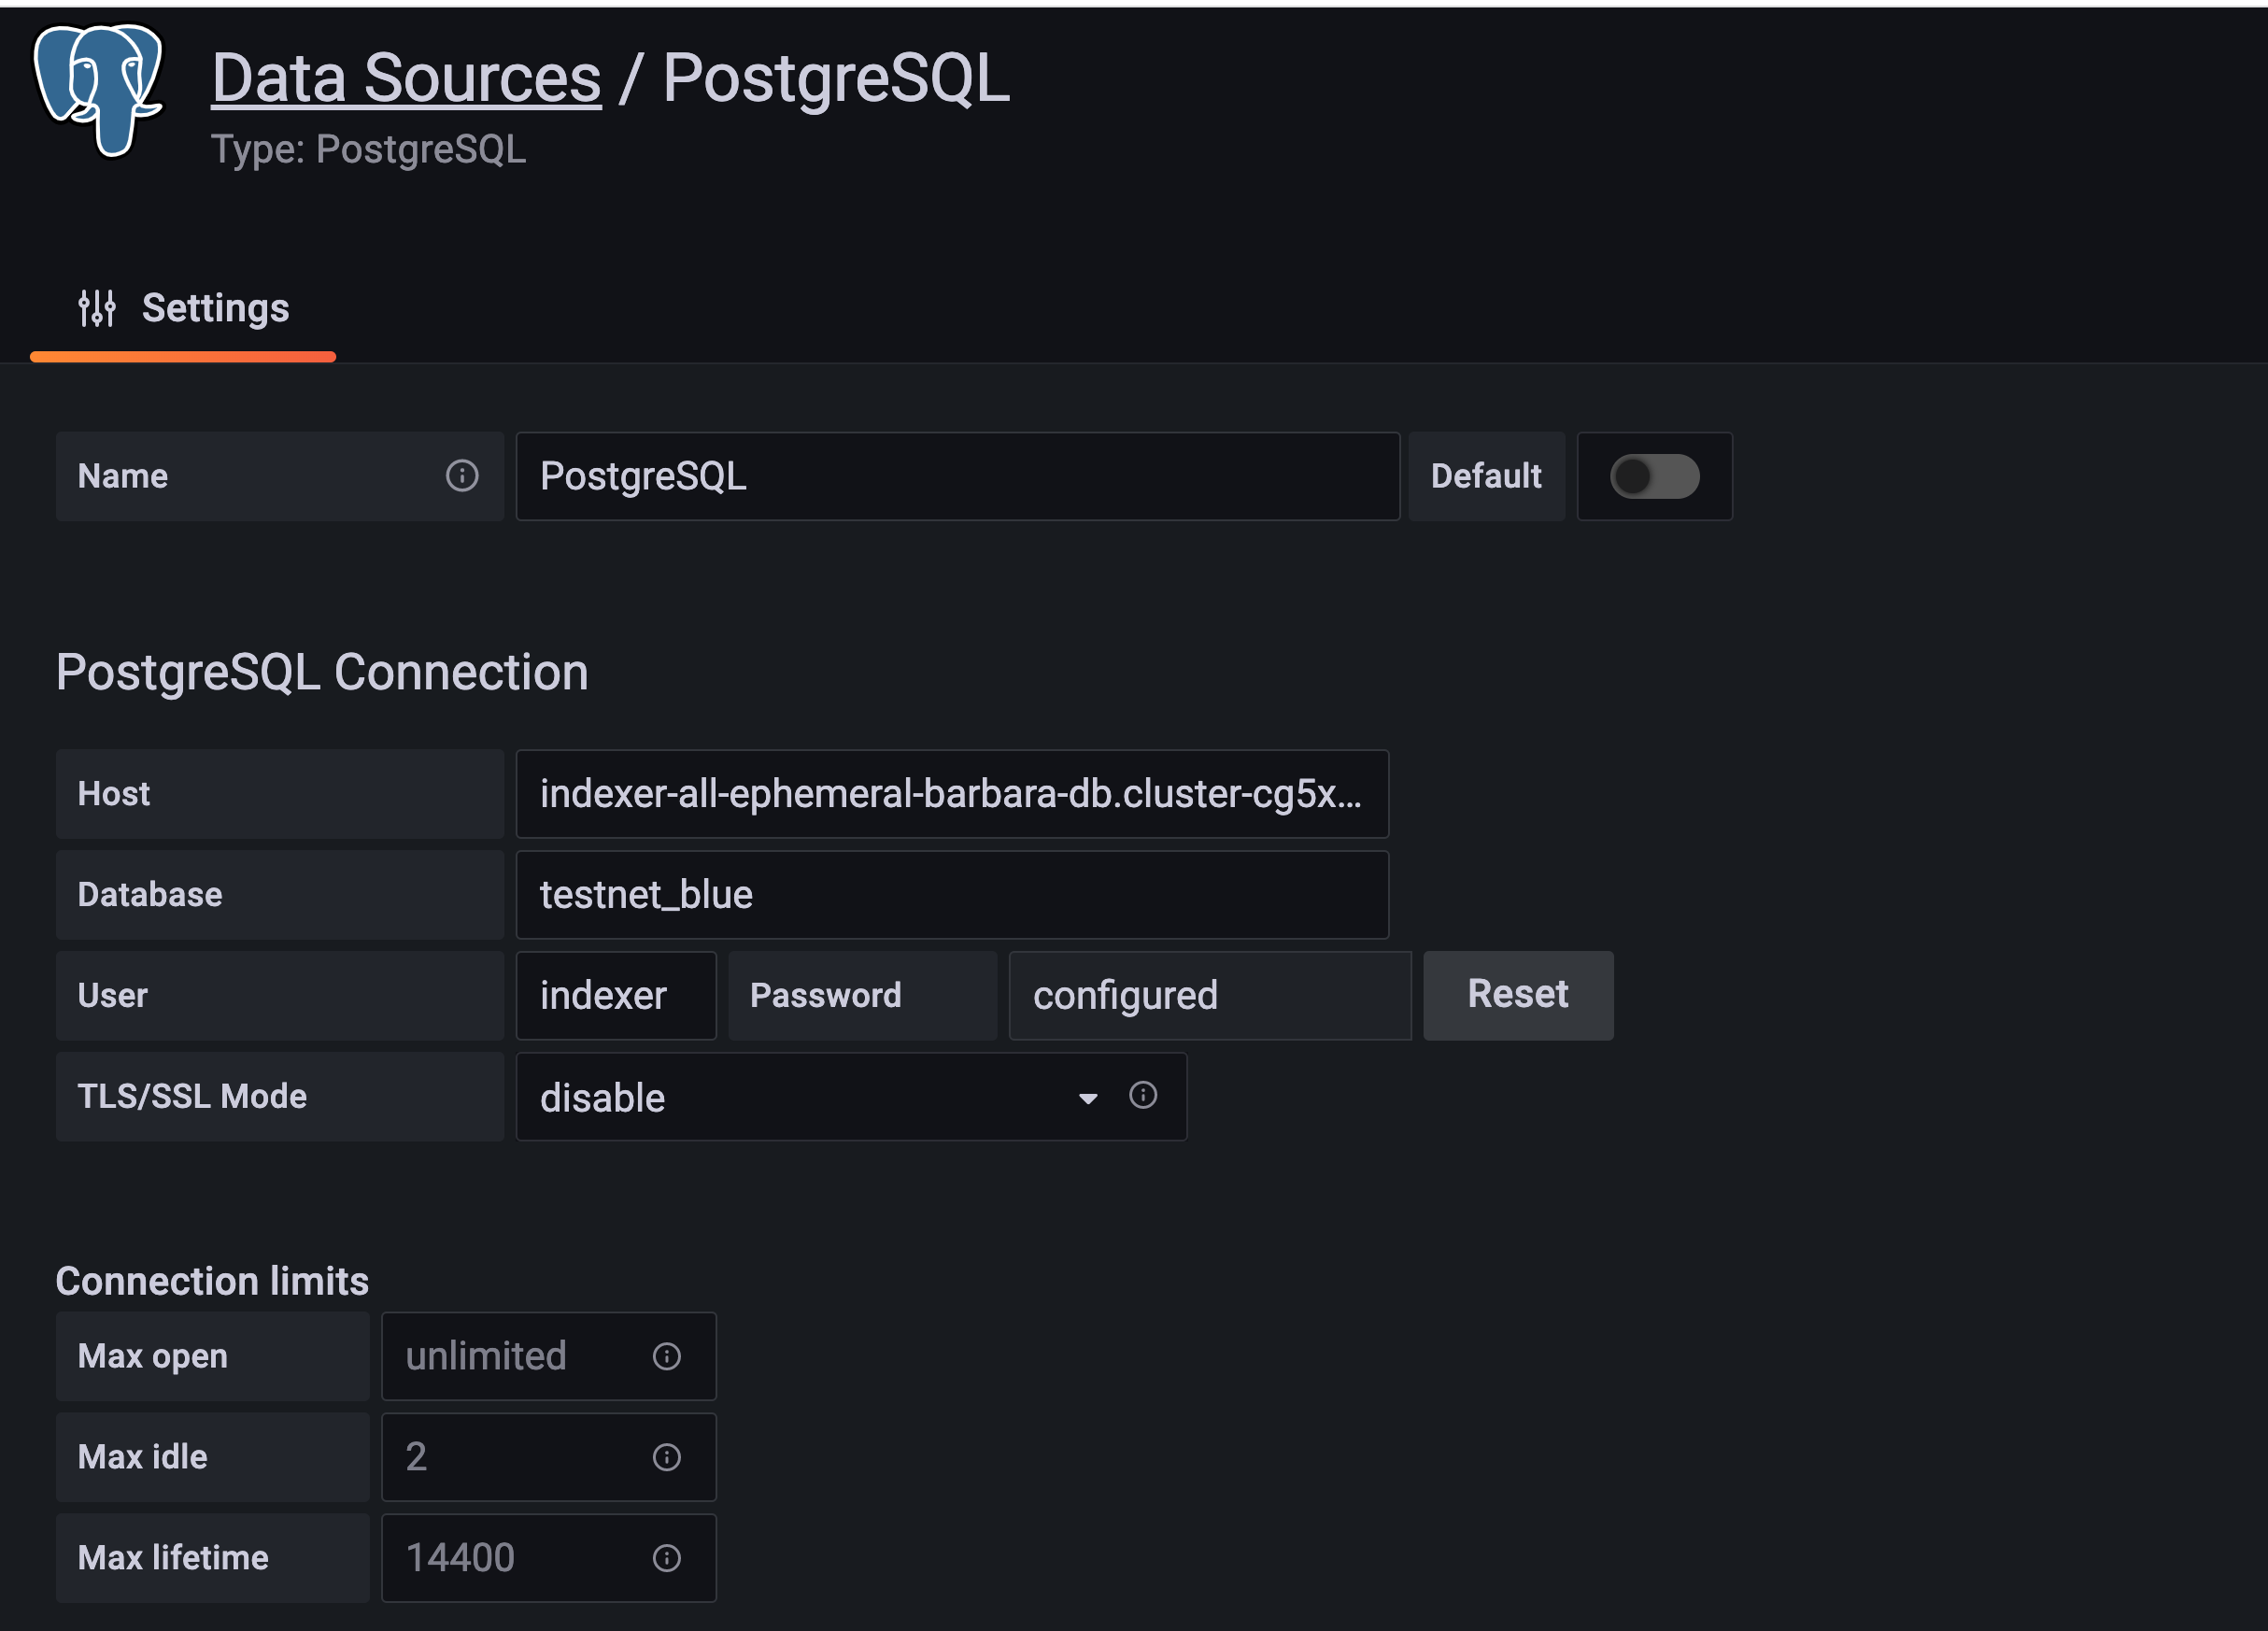 Data Sources / PostgreSQL
Type: PostgreSQL
Settings
Name PostgreSQL Default
PostgreSQL Connection
Host indexer-all-ephemeral-barbara-db.cluster-cg5x...
Database testnet_blue
User indexer Password configured Reset
TLS/SSL Mode disable
Connection limits
Max open unlimited
Max idle 2
Max lifetime 14400